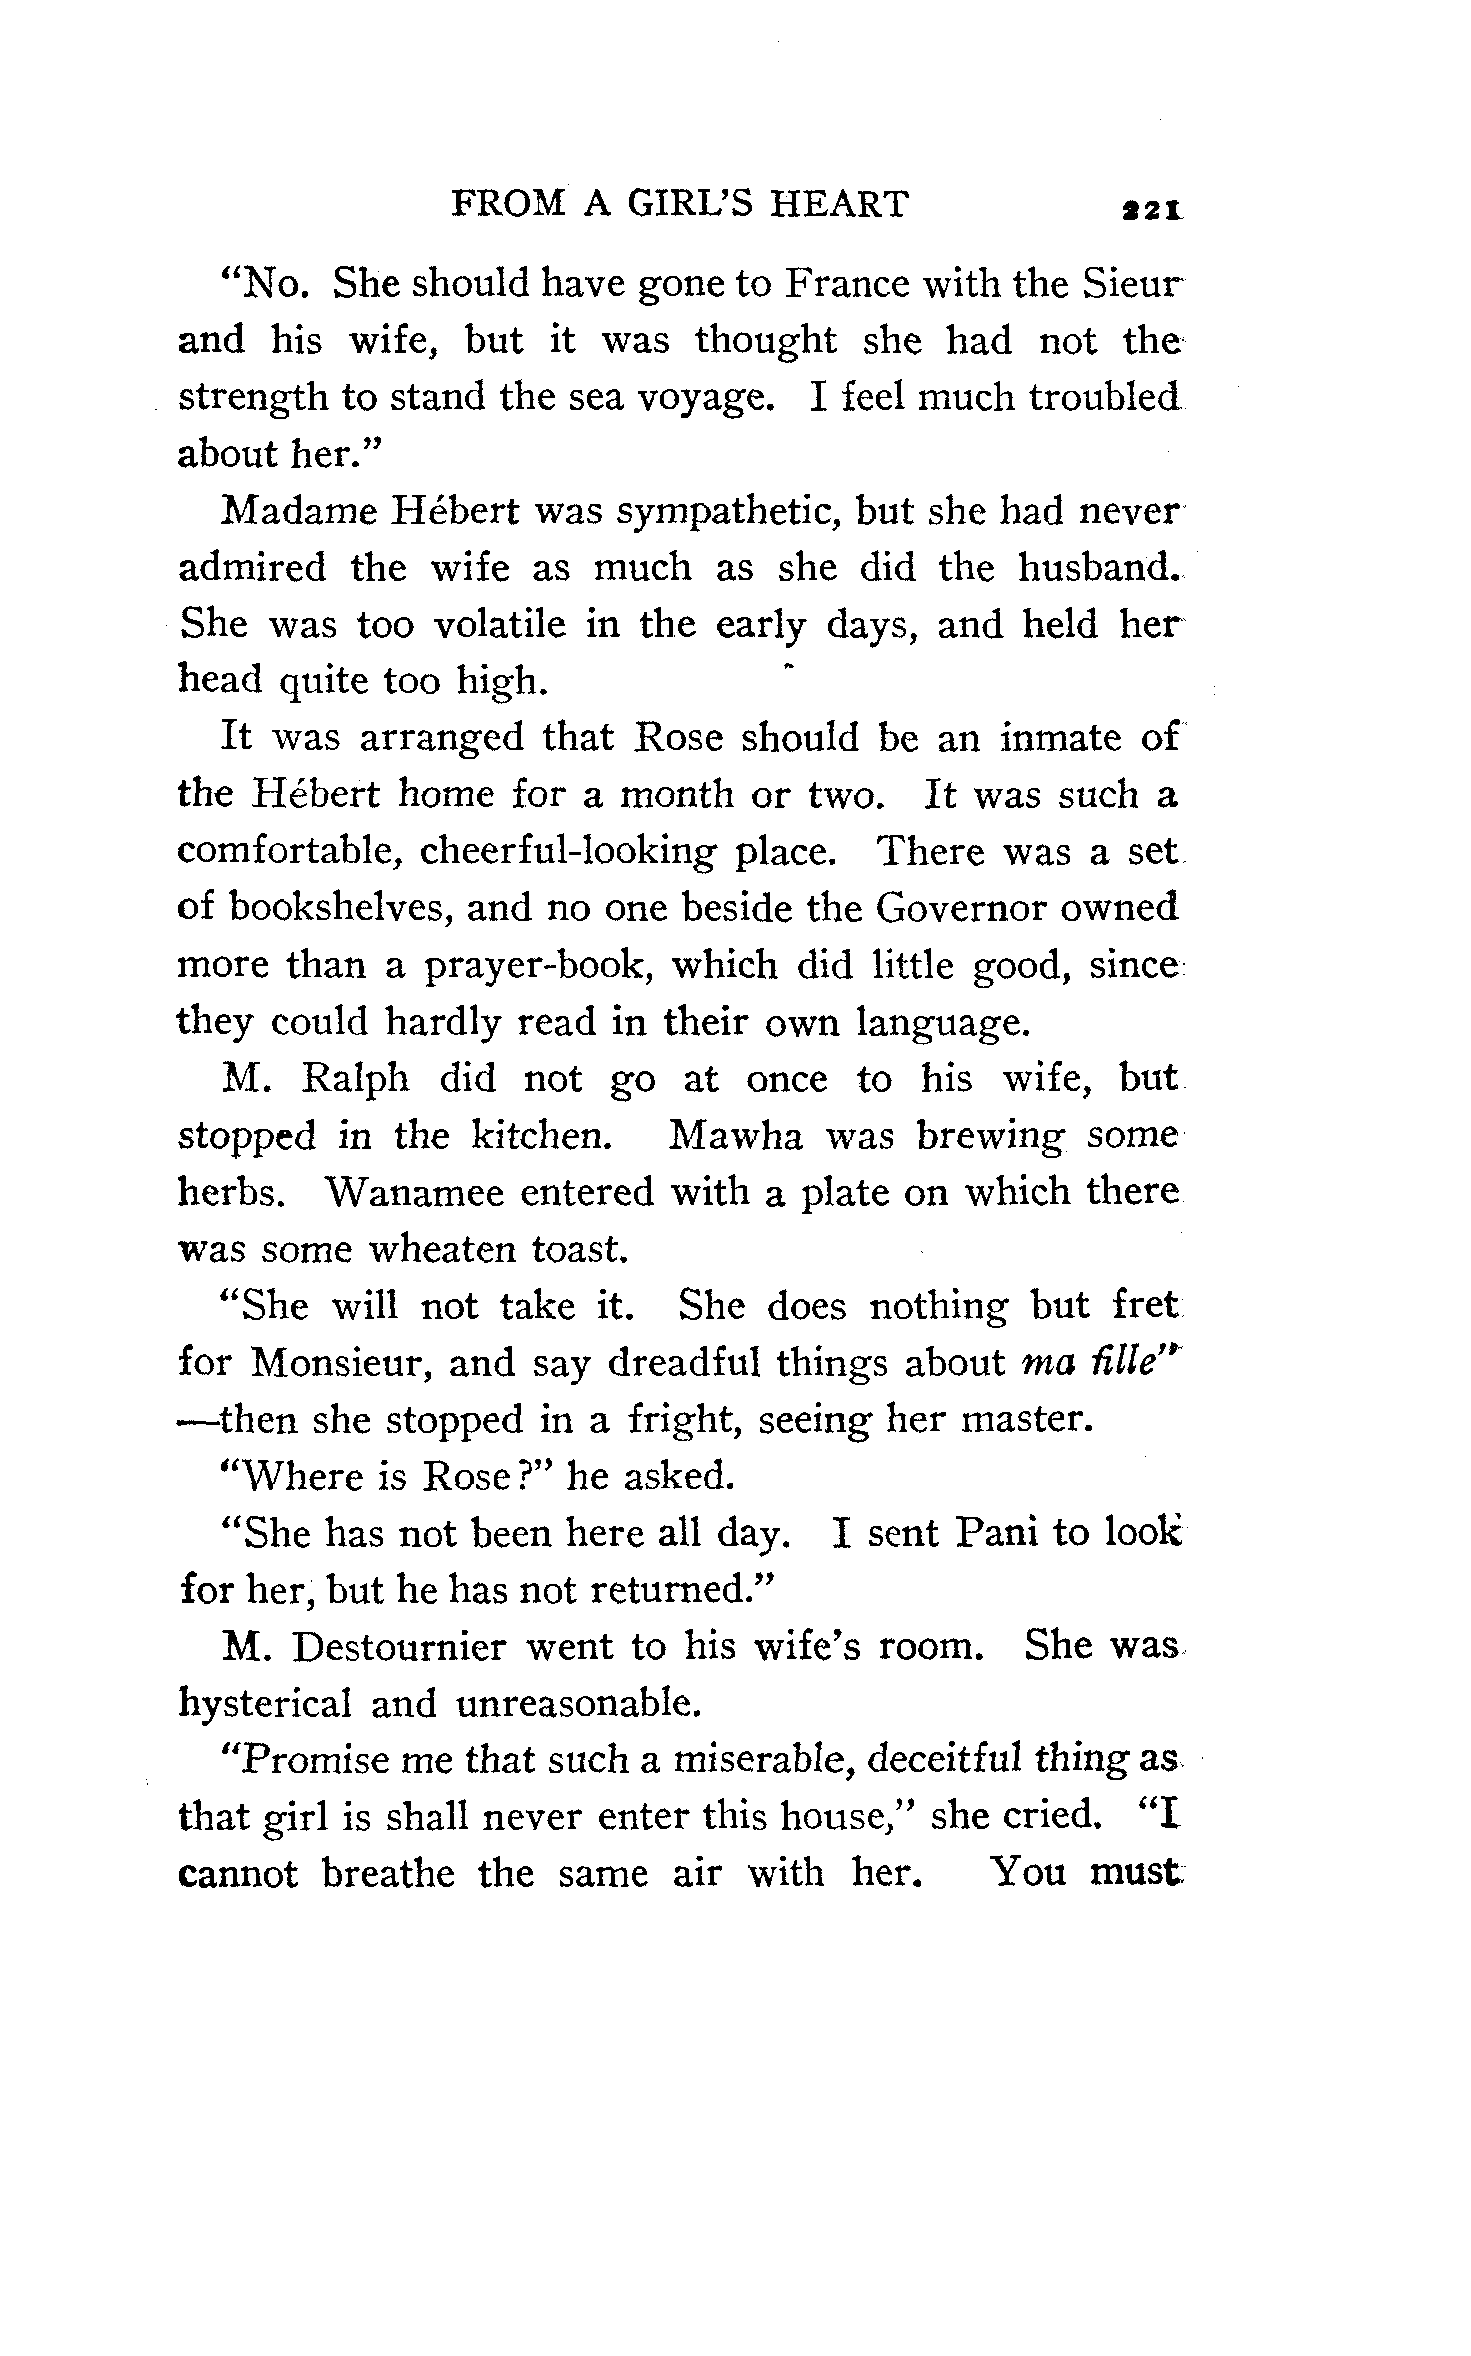 FROM A GIRL'S HEART 221
"No. She should have gone to France with the Sieur
and his wife, but it was thought she had not the
strength to stand the sea voyage. I feel much troubled
about her."
Madame Hébert was sympathetic, but she had never
admired the wife as much as she did the husband.
She was too volatile in the early days, and held her
head quite too high.
It was arranged that Rose should be an inmate of
the Hébert home for a month or two. It was such a
comfortable, cheerful-looking place. There was a set
of bookshelves, and no one beside the Governor owned
more than a prayer-book, which did little good, since
they could hardly read in their own language.
M. Ralph did not go at once to his wife, but
stopped in the kitchen. Mawha was brewing some
herbs. Wanamee entered with a plate on which there
was some wheaten toast.
"She will not take it. She does nothing but fret
for Monsieur, and say dreadful things about ma fille"
—then she stopped in a fright, seeing her master.
"Where is Rose?" he asked.
"She has not been here all day. I sent Pani to look
for her, but he has not returned."
M. Destournier went to his wife's room. She was
hysterical and unreasonable.
"Promise me that such a miserable, deceitful thing as
that girl is shall never enter this house," she cried. "I
cannot breathe the same air with her. You must